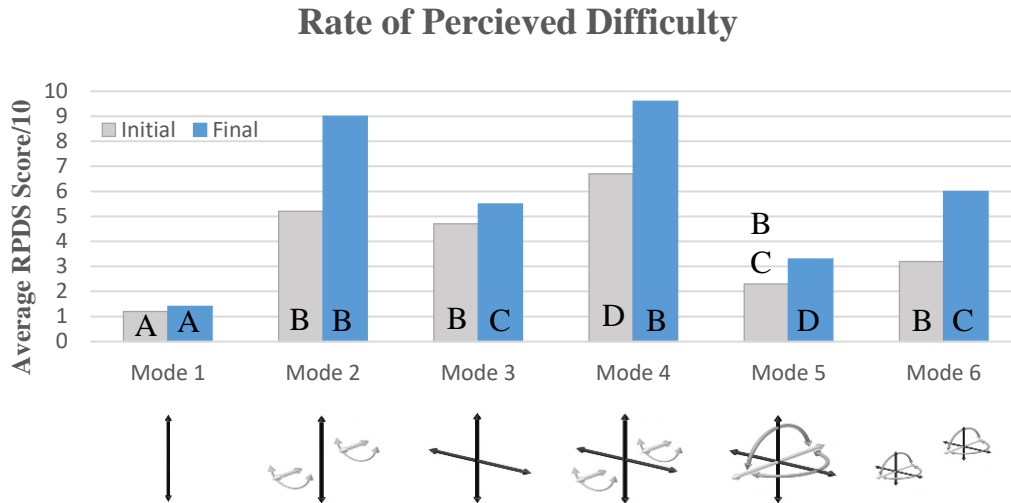 Rate of Percieved Difficulty
Average RPDS Score/10
10
9
8
7
6
5
4
3
2
1
0
Initial Final
A A B B B C D B B C D B C
Mode 1 Mode 2 Mode 3 Mode 4 Mode 5 Mode 6